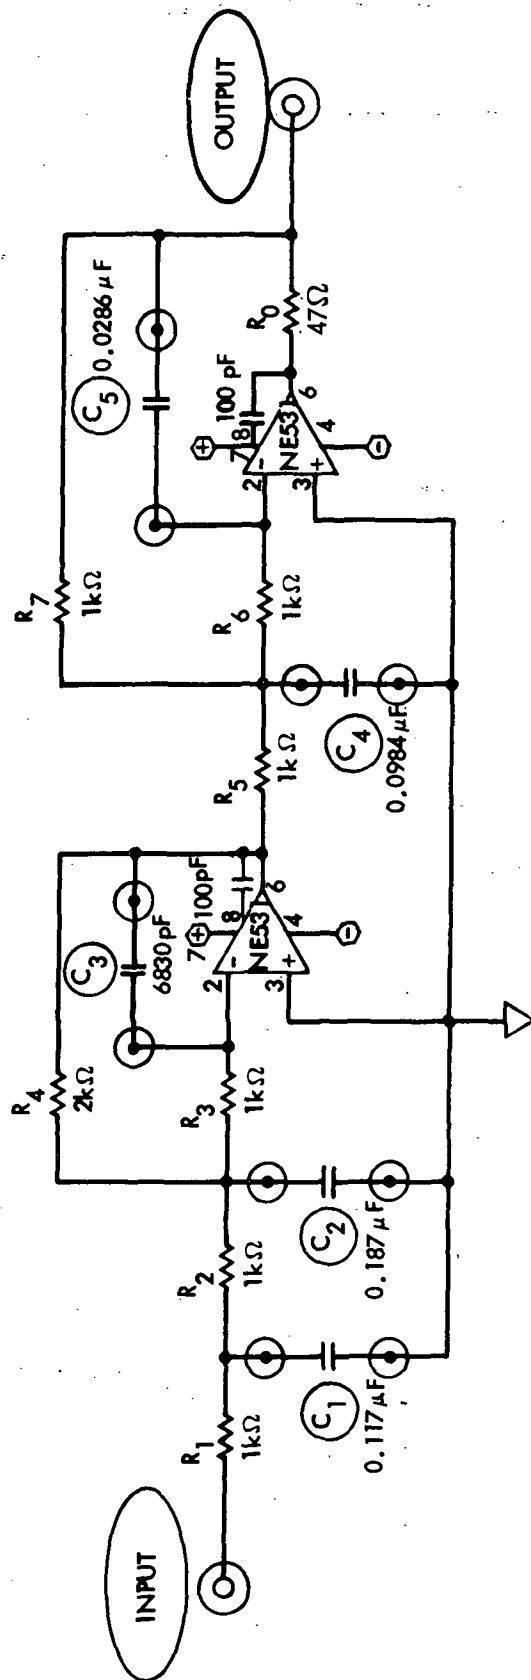 INPUT
R1
1kΩ
C1
0.117μF
R2
1kΩ
C2
0.187μF
R4
2kΩ
R3
1kΩ
C3
6830pF
2
3
7
+
8
100pF
-
+
NE531
6
4
-
R5
1kΩ
C4
0.0984μF
R7
1kΩ
R6
1kΩ
C5
0.0286μF
2
3
+
7
8
100 pF
-
+
NE531
6
4
-
R0
47Ω
OUTPUT